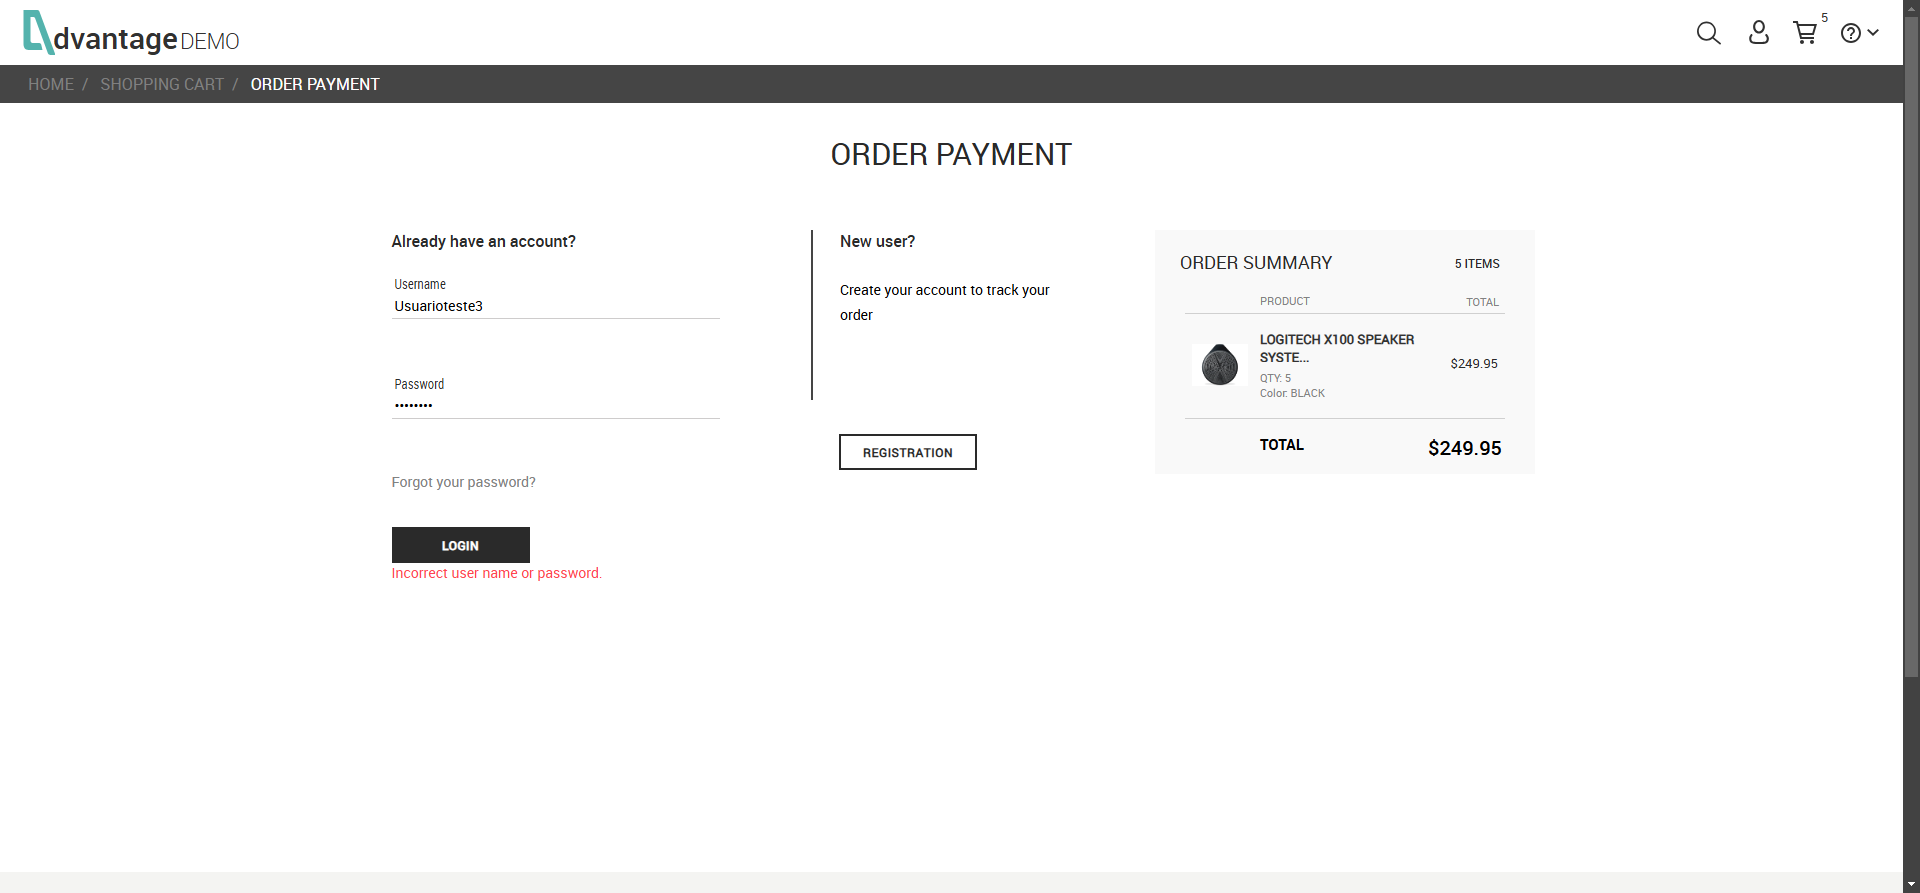 dvantage DEMO
5
HOME / SHOPPING CART / ORDER PAYMENT
ORDER PAYMENT
Already have an account?
Username
Usuarioteste3
Password
••••••••
Forgot your password?
LOGIN
Incorrect user name or password.
New user?
Create your account to track your
order
REGISTRATION
ORDER SUMMARY 5 ITEMS
PRODUCT TOTAL
LOGITECH X100 SPEAKER
SYSTE...
$249.95
QTY: 5
Color: BLACK
TOTAL $249.95